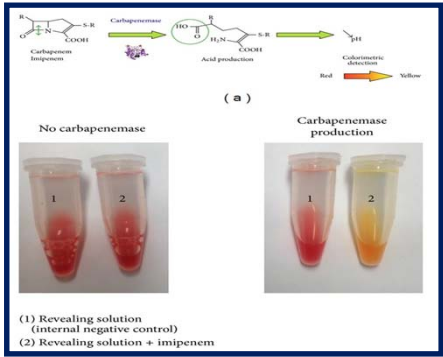 R
S-R
N
O
COOH
Carbapenem
Imipenem
Carbapenemase
HO
O
R
H₂N
S-R
COOH
Acid production
pH
Colorimetric
detection
Red
Yellow
( a )
No carbapenemase
Carbapenemase
production
1
2
1
2
(1) Revealing solution
(internal negative control)
(2) Revealing solution + imipenem